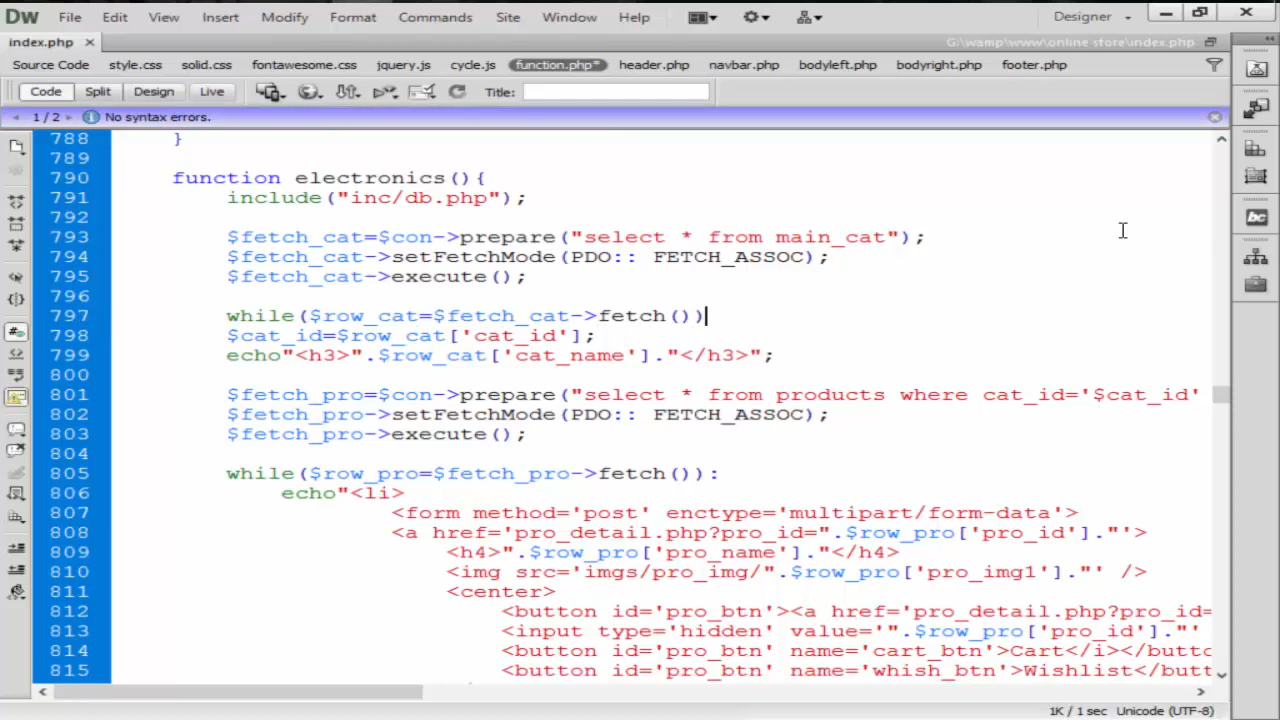 DW File Edit View Insert Modify Format Commands Site Window Help Designer
index.php G:\wamp\www\online store\index.php
Source Code style.css solid.css fontawesome.css jquery.js cycle.js function.php* header.php navbar.php bodyleft.php bodyright.php footer.php
Code Split Design Live Title:
1 / 2 No syntax errors.
788 }
789
790 function electronics(){
791 include("inc/db.php");
792
793 $fetch_cat=$con->prepare("select * from main_cat");
794 $fetch_cat->setFetchMode(PDO:: FETCH_ASSOC);
795 $fetch_cat->execute();
796
797 while($row_cat=$fetch_cat->fetch())
798 $cat_id=$row_cat['cat_id'];
799 echo"<h3>".$row_cat['cat_name']."</h3>";
800
801 $fetch_pro=$con->prepare("select * from products where cat_id='$cat_id'
802 $fetch_pro->setFetchMode(PDO:: FETCH_ASSOC);
803 $fetch_pro->execute();
804
805 while($row_pro=$fetch_pro->fetch()):
806 echo"<li>
807 <form method='post' enctype='multipart/form-data'>
808 <a href='pro_detail.php?pro_id=".$row_pro['pro_id']."'>
809 <h4>".$row_pro['pro_name']."</h4>
810 <img src='imgs/pro_img/".$row_pro['pro_img1']."' />
811 <center>
812 <button id='pro_btn'><a href='pro_detail.php?pro_id=
813 <input type='hidden' value='".$row_pro['pro_id']."'
814 <button id='pro_btn' name='cart_btn'>Cart</i></butto
815 <button id='pro_btn' name='whish_btn'>Wishlist</butt
1K / 1 sec Unicode (UTF-8)
bc